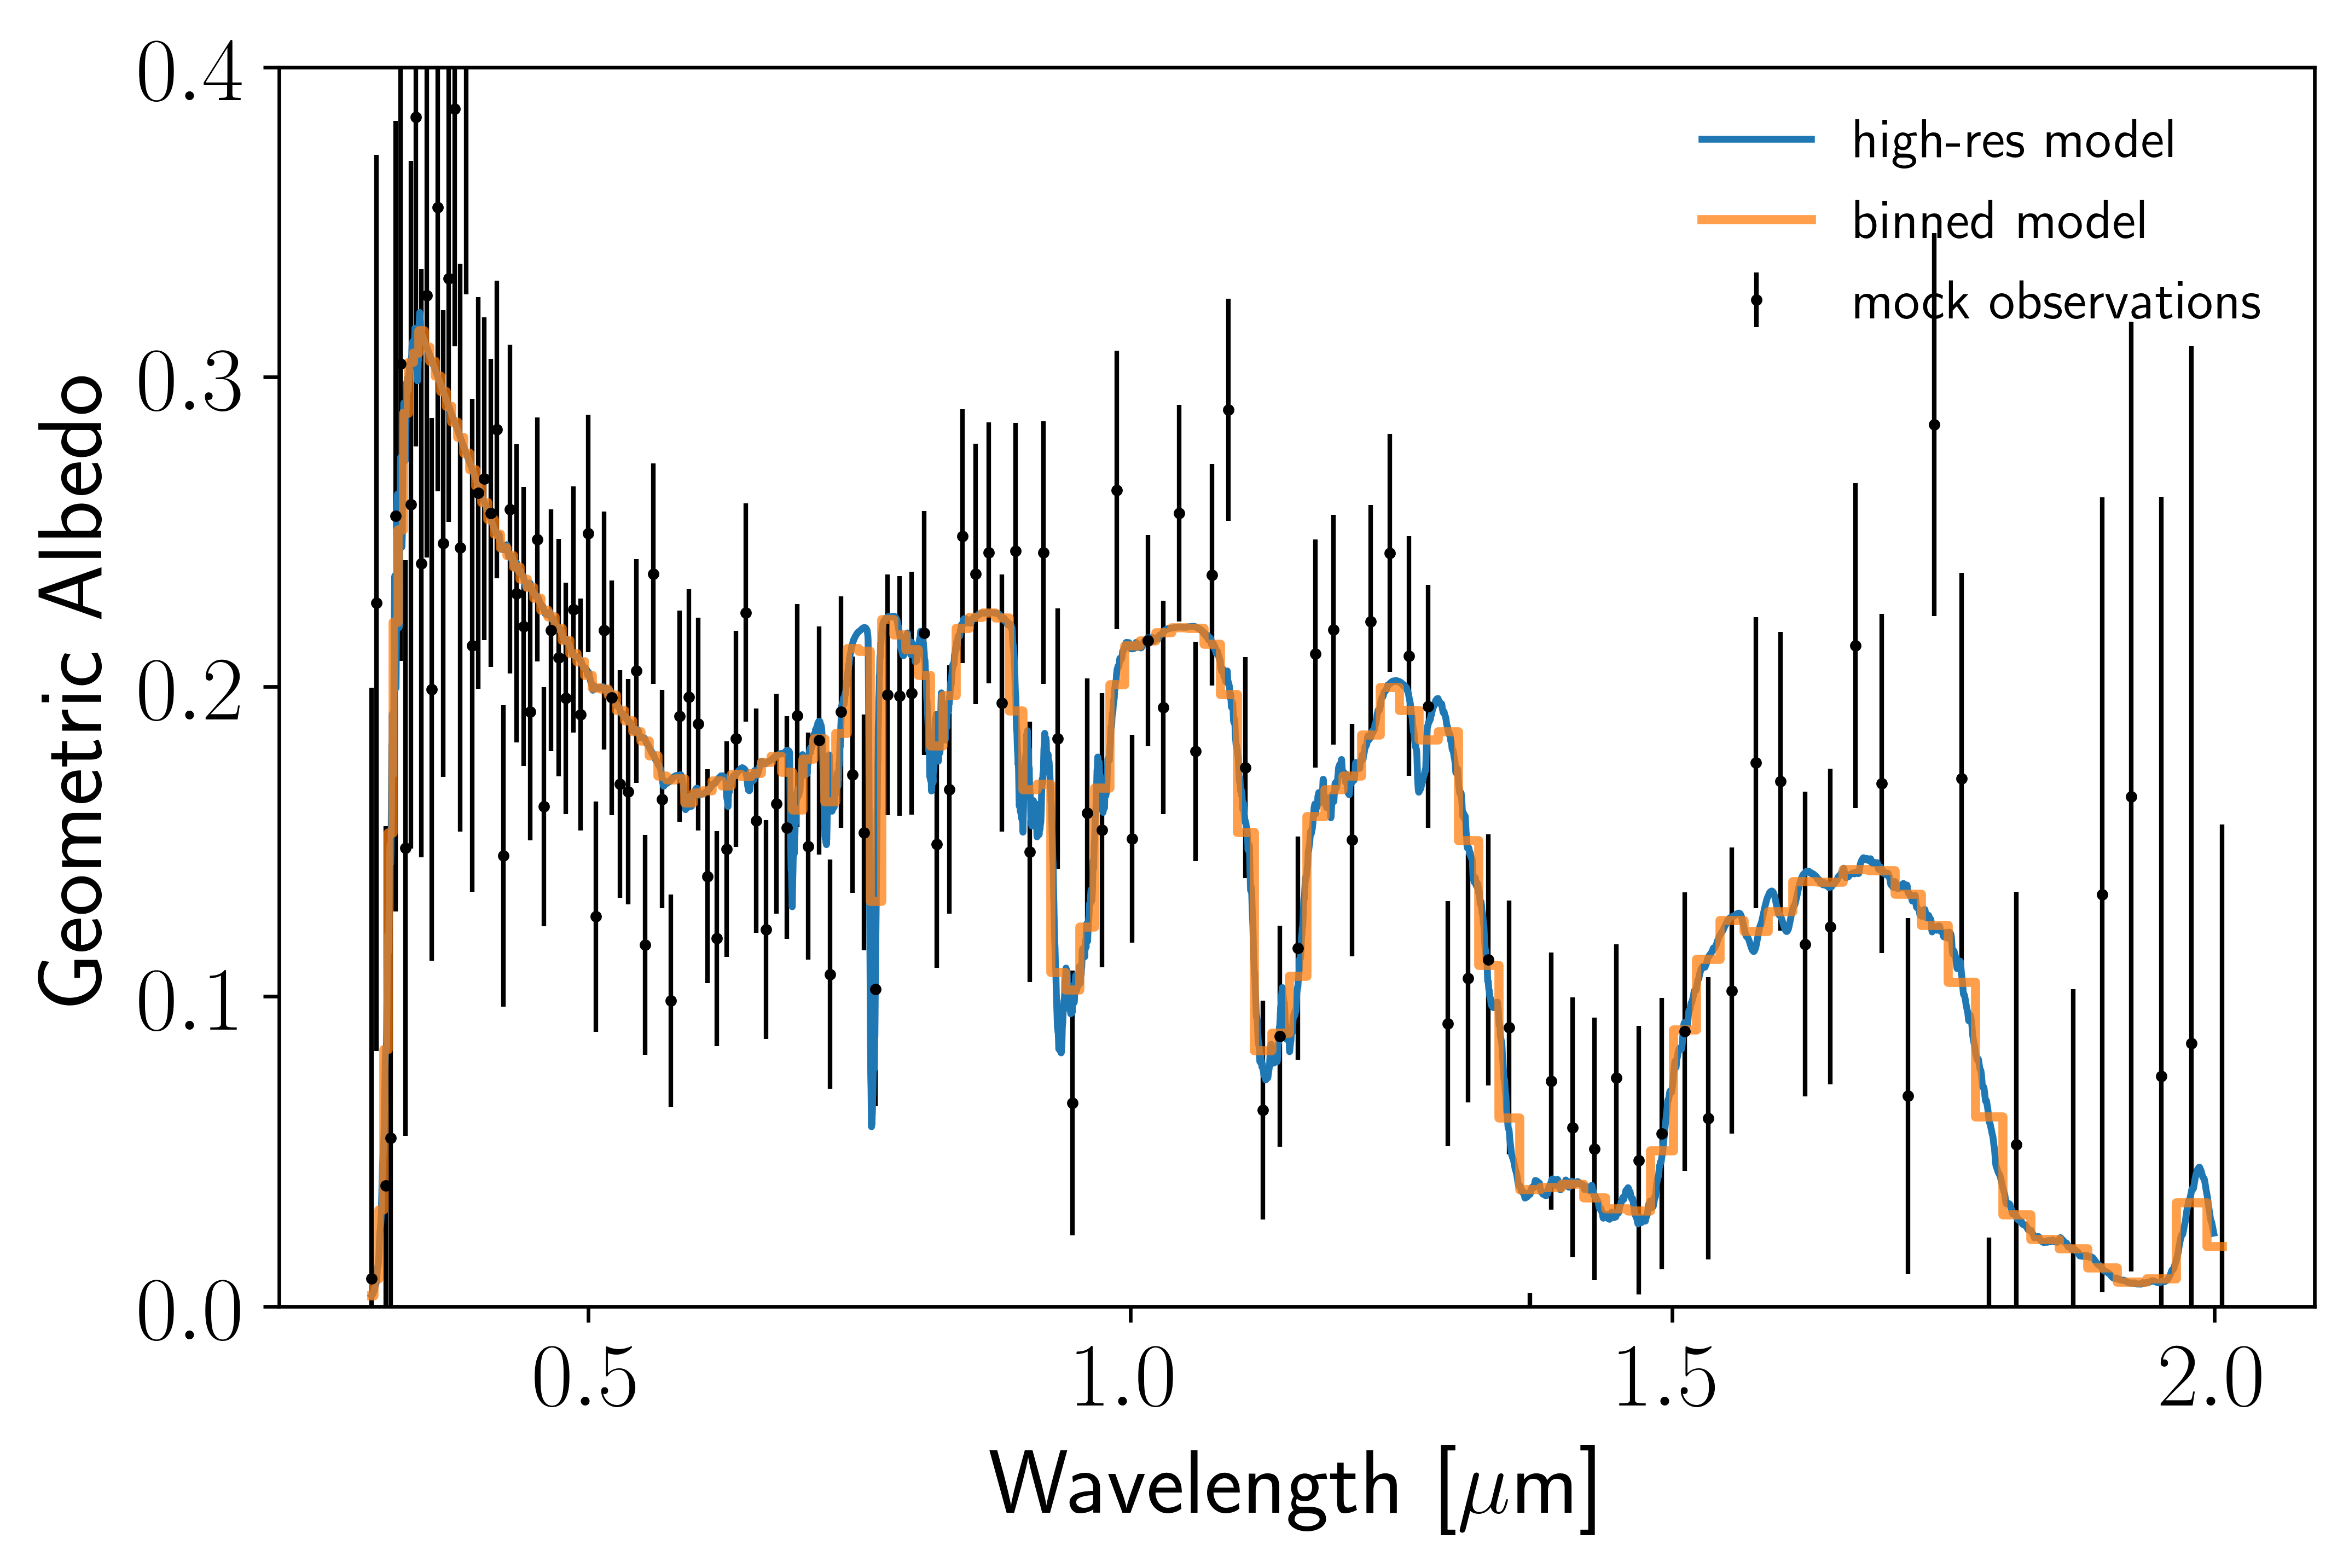 0.4
0.3
0.2
0.1
0.0
Geometric Albedo
high-res model
binned model
mock observations
0.5
1.0
1.5
2.0
Wavelength [μm]